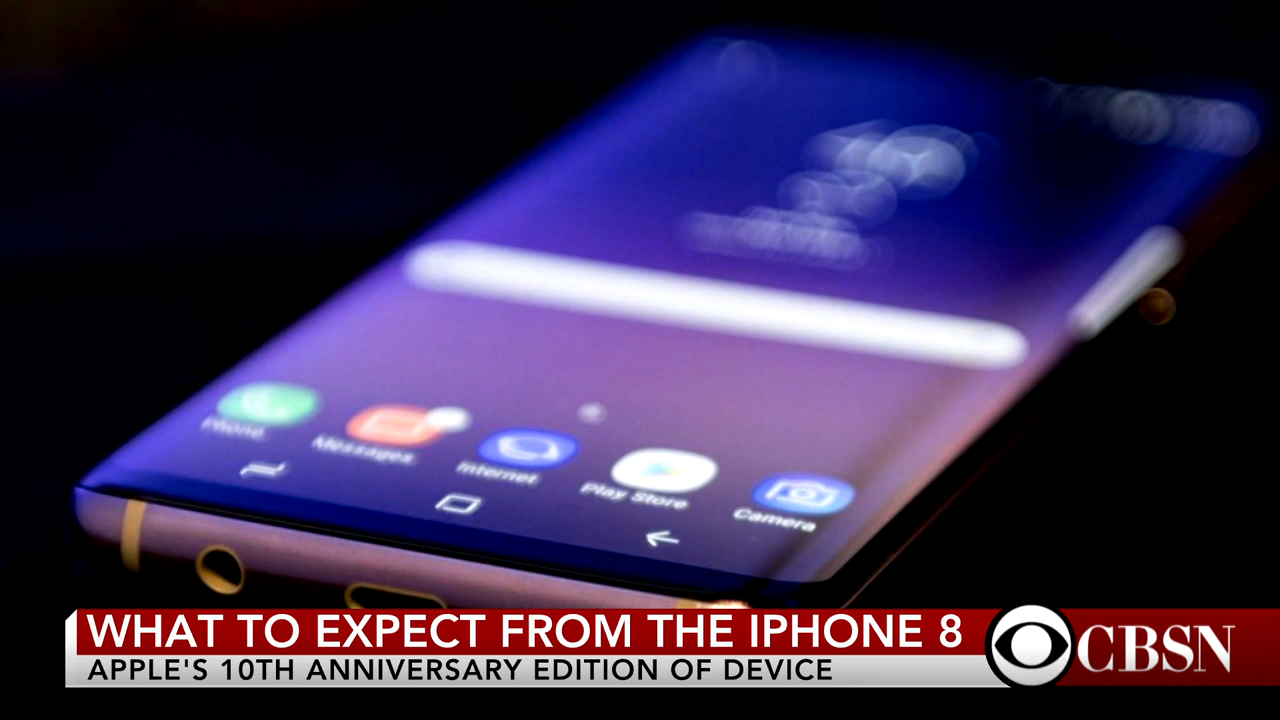 Phone
Messages
Internet
Play Store
Camera
WHAT TO EXPECT FROM THE IPHONE 8
APPLE'S 10TH ANNIVERSARY EDITION OF DEVICE
CBSN